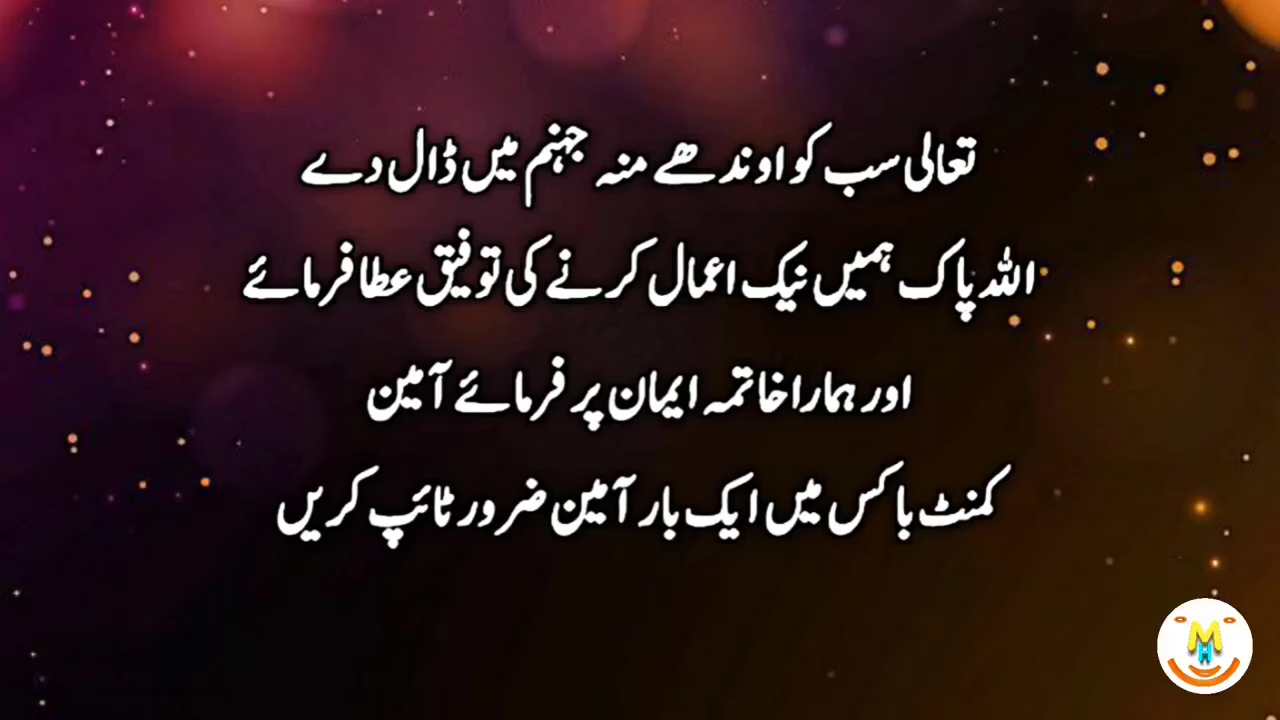 تعالی سب کو اوندھے منہ جہنم میں ڈال دے
اللہ پاک ہمیں نیک اعمال کرنے کی توفیق عطا فرمائے
اور ہمارا خاتمہ ایمان پر فرمائے آمین
کمنٹ باکس میں ایک بار آمین ضرور ٹائپ کریں
M
H